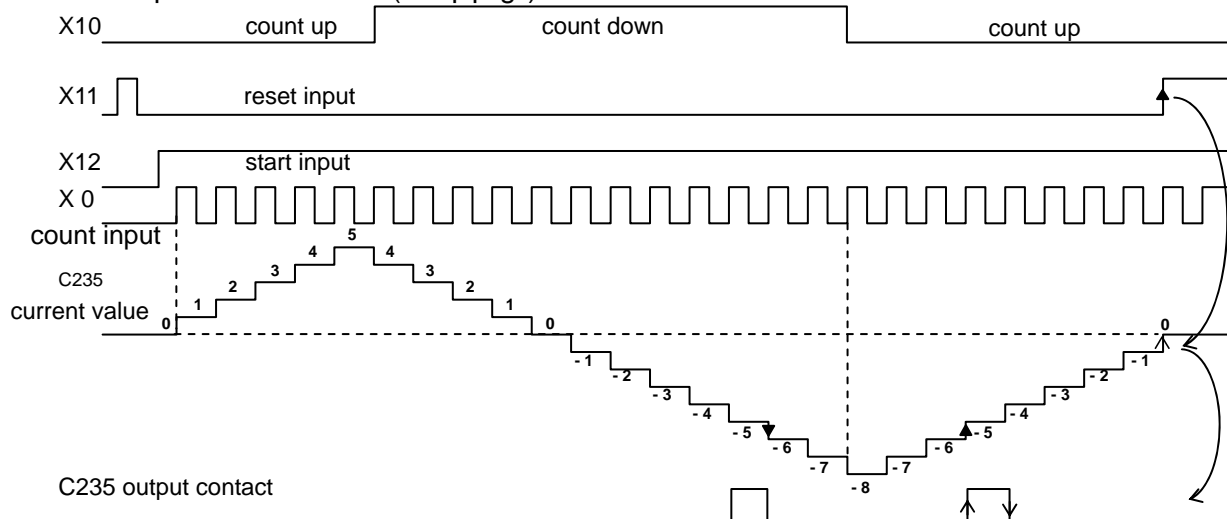 X10 count up count down count up
X11 reset input
X12 start input
X 0
count input
5
4 4
3 3
C235
2 2
current value
1 1
0 0 0
- 1 - 1
- 2 - 2
- 3 - 3
- 4 - 4
- 5 - 5
- 6 - 6
- 7 - 7
- 8
C235 output contact